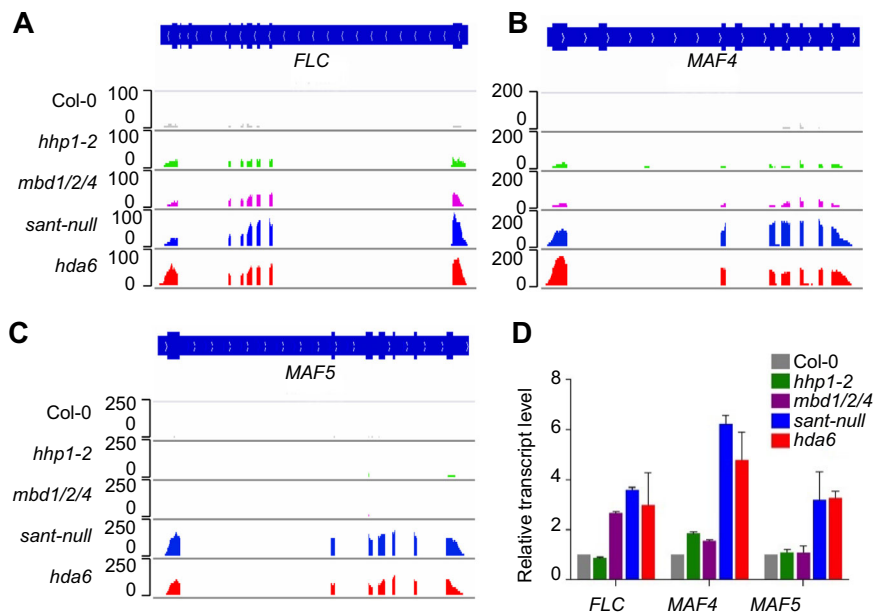 A
FLC
Col-0
100
0
hhp1-2
100
0
mbd1/2/4
100
0
sant-null
100
0
hda6
100
0
B
MAF4
200
0
200
0
200
0
200
0
200
0
C
MAF5
Col-0
250
0
hhp1-2
250
0
mbd1/2/4
250
0
sant-null
250
0
hda6
250
0
D
Relative transcript level
8
6
4
2
0
Col-0
hhp1-2
mbd1/2/4
sant-null
hda6
FLC MAF4 MAF5